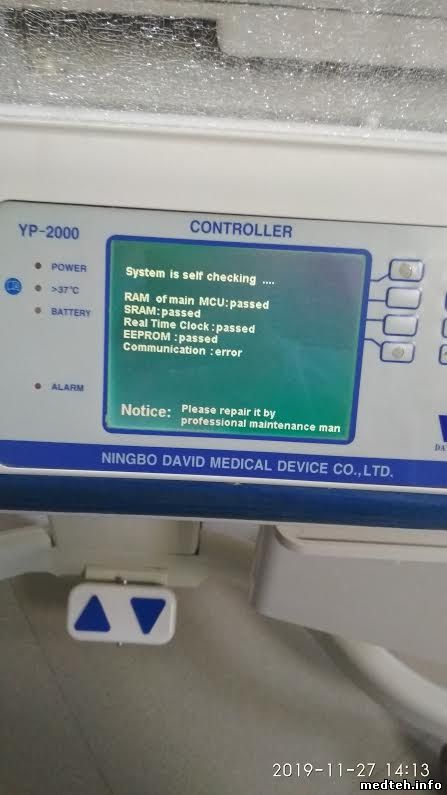 YP-2000
CONTROLLER
POWER
>37℃
BATTERY
ALARM
System is self checking ....
RAM of main MCU:passed
SRAM:passed
Real Time Clock:passed
EEPROM :passed
Communication :error
Notice: Please repair it by
professional maintenance man
NINGBO DAVID MEDICAL DEVICE CO.,LTD.
2019-11-27 14:13
medteh.info